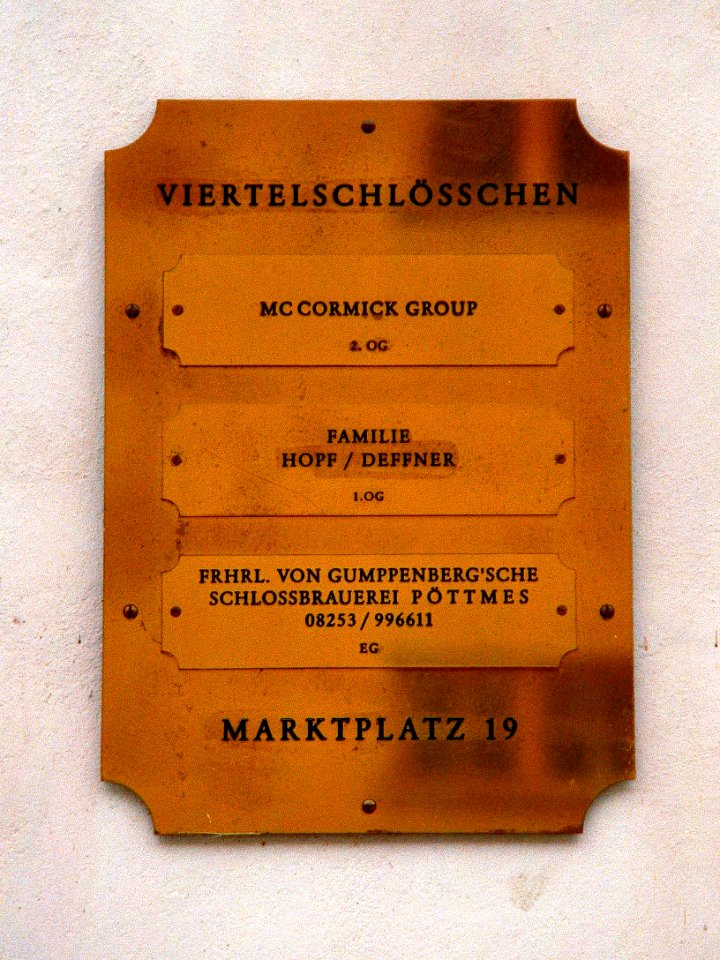 VIERTELSCHLÖSSCHEN
MC CORMICK GROUP
2. OG
FAMILIE
HOPF / DEFFNER
1. OG
FRHRL. VON GUMPPENBERG'SCHE
SCHLOSSBRAUEREI PÖTTMES
08253 / 996611
EG
MARKTPLATZ 19